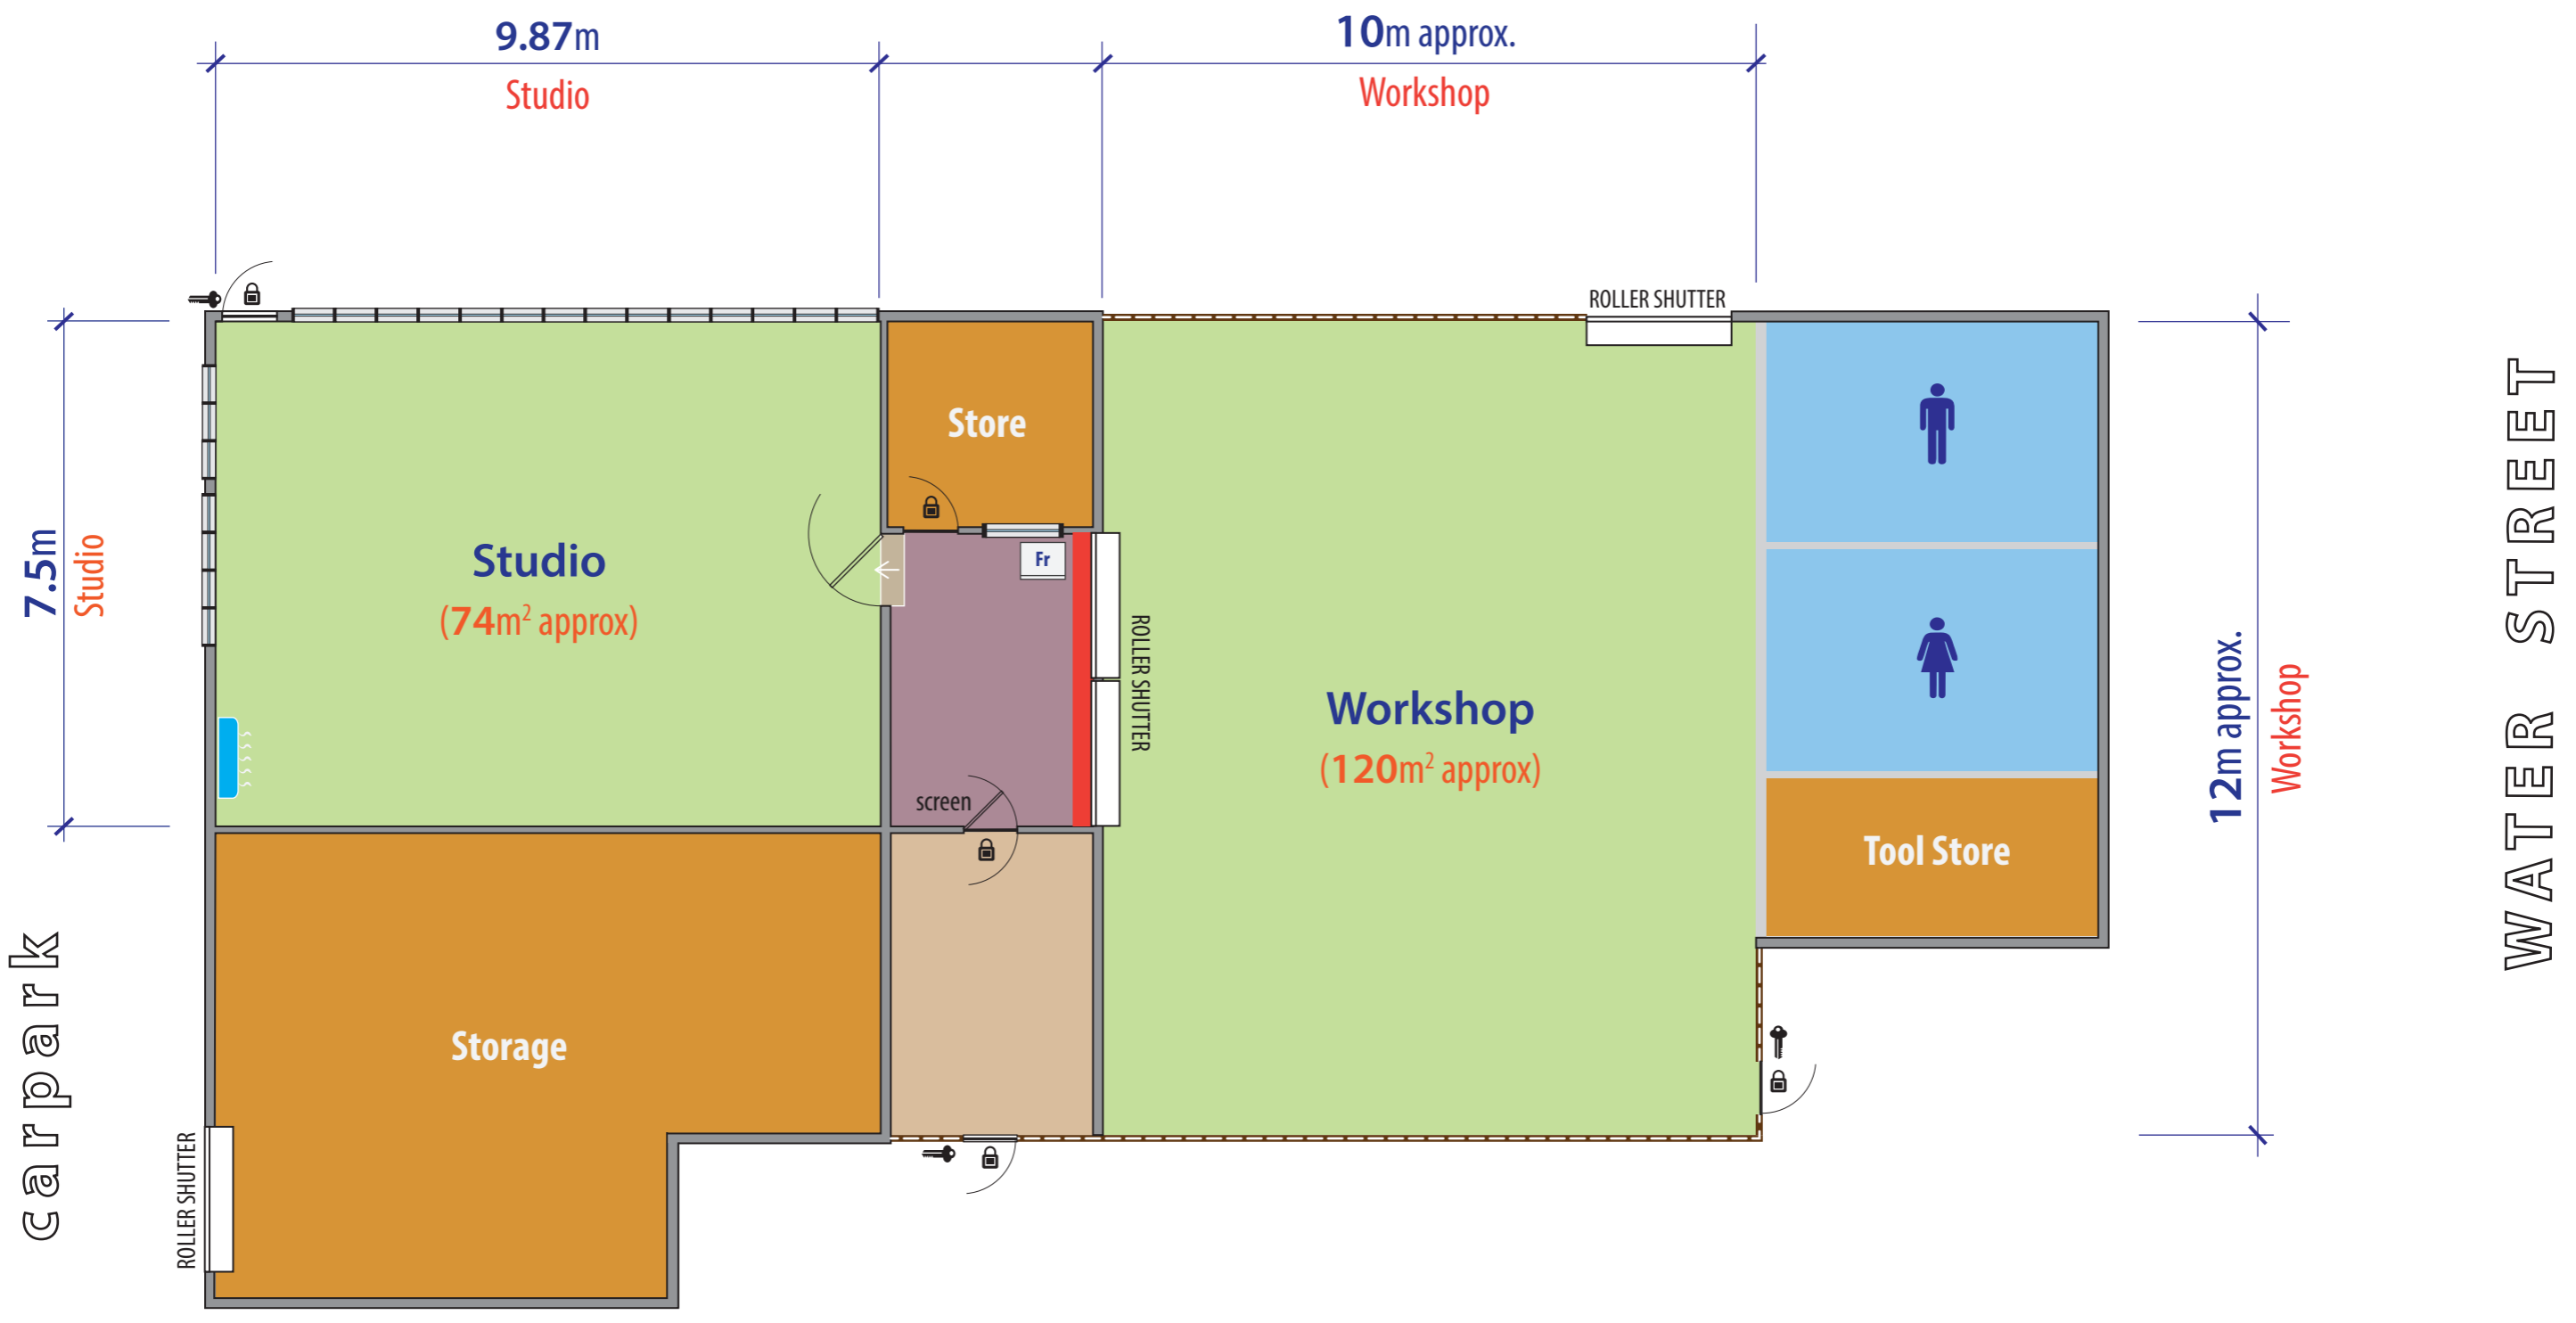 9.87m
Studio
10m approx.
Workshop
ROLLER SHUTTER
Store
Fr
Studio
(74m² approx)
7.5m
Studio
ROLLER SHUTTER
Workshop
(120m² approx)
12m approx.
Workshop
WATER STREET
screen
Tool Store
Storage
carpark
ROLLER SHUTTER